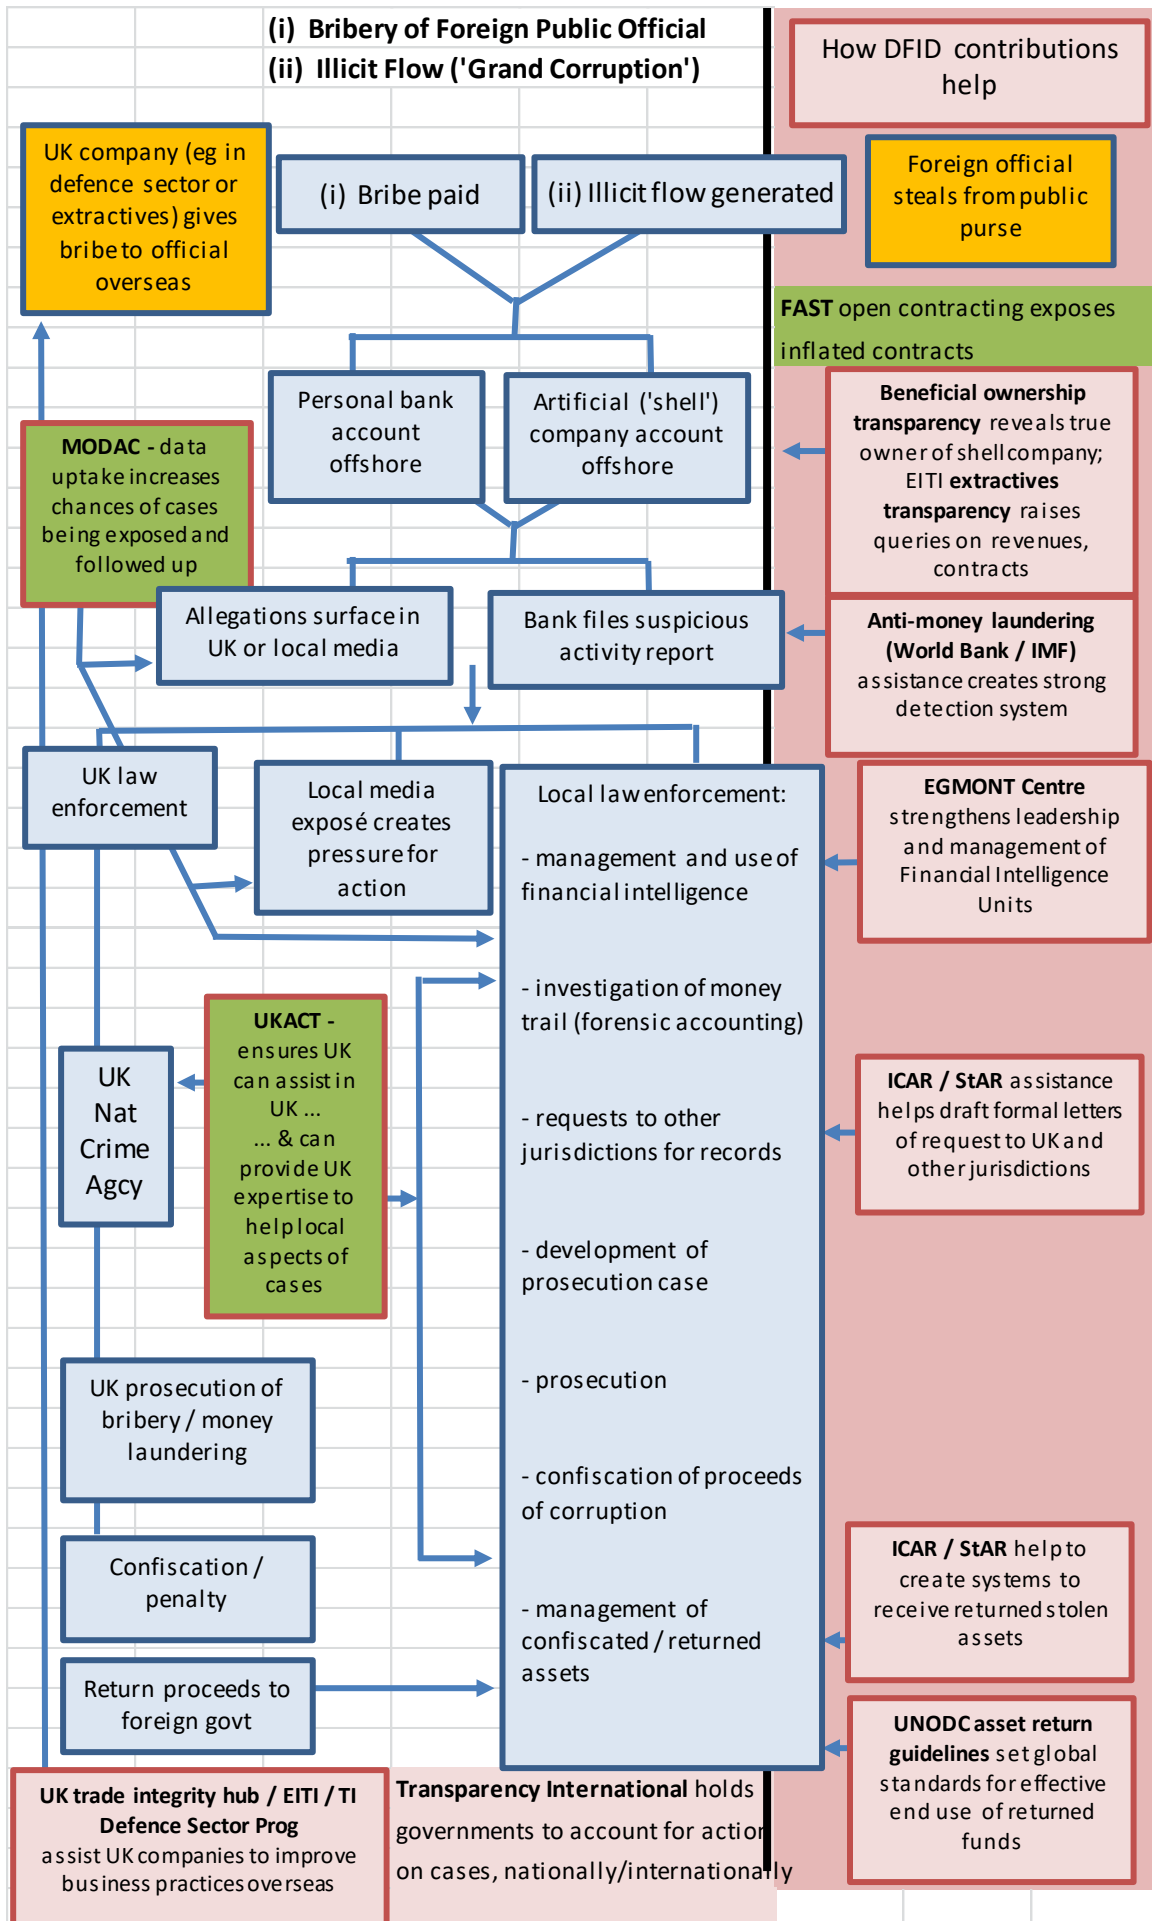 (i) Bribery of Foreign Public Official
(ii) Illicit Flow ('Grand Corruption')
How DFID contributions
help
UK company (eg in
defence sector or
extractives) gives
bribe to official
overseas
(i) Bribe paid
(ii) Illicit flow generated
Foreign official
steals from public
purse
FAST open contracting exposes
inflated contracts
Personal bank
account
offshore
Artificial ('shell')
company account
offshore
Beneficial ownership
transparency reveals true
owner of shell company;
EITI extractives
transparency raises
queries on revenues,
contracts
MODAC - data
uptake increases
chances of cases
being exposed and
followed up
Allegations surface in
UK or local media
Bank files suspicious
activity report
Anti-money laundering
(World Bank / IMF)
assistance creates strong
detection system
UK law
enforcement
Local media
exposé creates
pressure for
action
Local law enforcement:
- management and use of
financial intelligence
- investigation of money
trail (forensic accounting)
- requests to other
jurisdictions for records
- development of
prosecution case
- prosecution
- confiscation of proceeds
of corruption
- management of
confiscated / returned
assets
EGMONT Centre
strengthens leadership
and management of
Financial Intelligence
Units
UKACT -
ensures UK
can assist in
UK ...
... & can
provide UK
expertise to
help local
aspects of
cases
UK
Nat
Crime
Agcy
ICAR / StAR assistance
helps draft formal letters
of request to UK and
other jurisdictions
UK prosecution of
bribery / money
laundering
Confiscation /
penalty
ICAR / StAR help to
create systems to
receive returned stolen
assets
Return proceeds to
foreign govt
UNODC asset return
guidelines set global
standards for effective
end use of returned
funds
UK trade integrity hub / EITI / TI
Defence Sector Prog
assist UK companies to improve
business practices overseas
Transparency International holds
governments to account for action
on cases, nationally/internationally